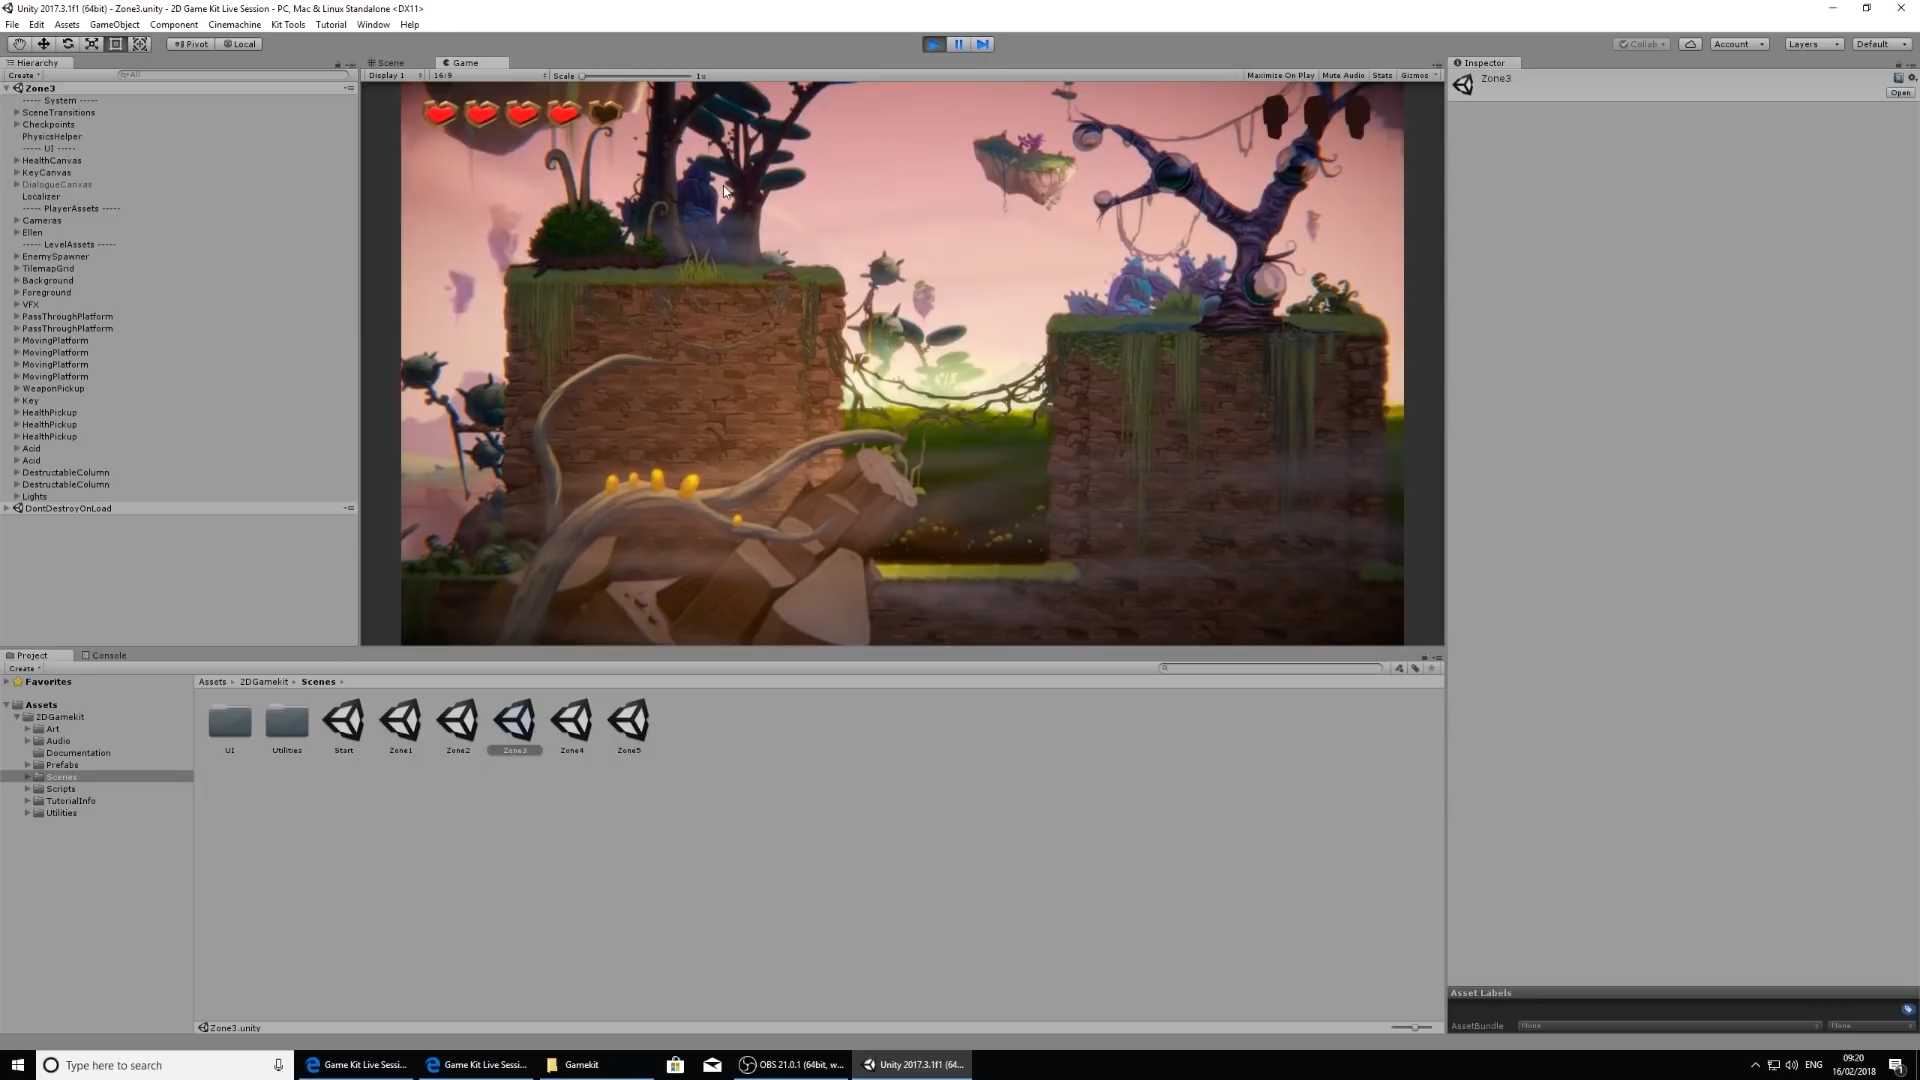 Unity 2017.3.1f1 (64bit) - Zone3.unity - 2D Game Kit Live Session - PC, Mac & Linux Standalone <DX11>
File Edit Assets GameObject Component Cinemachine Kit Tools Tutorial Window Help
Pivot Local
Collab Account Layers Default
Hierarchy
Create All
Zone3
----- System -----
SceneTransitions
Checkpoints
PhysicsHelper
----- UI -----
HealthCanvas
KeyCanvas
DialogueCanvas
Localizer
----- PlayerAssets -----
Cameras
Ellen
----- LevelAssets -----
EnemySpawner
TilemapGrid
Background
Foreground
VFX
PassThroughPlatform
PassThroughPlatform
MovingPlatform
MovingPlatform
MovingPlatform
MovingPlatform
WeaponPickup
Key
HealthPickup
HealthPickup
HealthPickup
Acid
Acid
DestructableColumn
DestructableColumn
Lights
DontDestroyOnLoad
Scene Game
Display 1 16:9 Scale 1x Maximize On Play Mute Audio Stats Gizmos
Inspector
Zone3
Open
Project Console
Create
Favorites
Assets
2DGamekit
Art
Audio
Documentation
Prefabs
Scenes
Scripts
TutorialInfo
Utilities
Assets 2DGamekit Scenes
UI Utilities Start Zone1 Zone2 Zone3 Zone4 Zone5
Zone3.unity
Asset Labels
AssetBundle None None
Type here to search
Game Kit Live Sessi...
Game Kit Live Sessi...
Gamekit
OBS 21.0.1 (64bit, w...
Unity 2017.3.1f1 (64...
ENG
09:20
16/02/2018